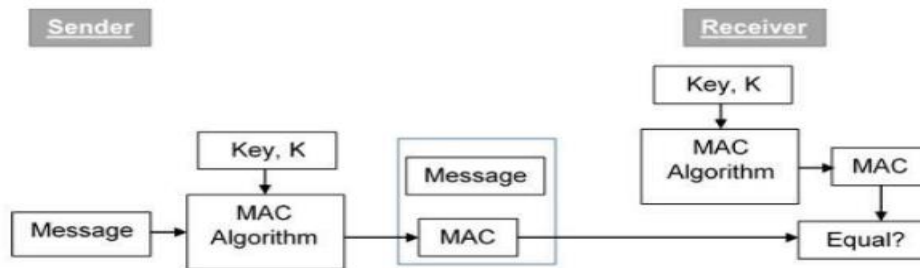 Sender
Receiver
Key, K
Key, K
MAC
Algorithm
MAC
Message
Message
MAC
Algorithm
MAC
Equal?